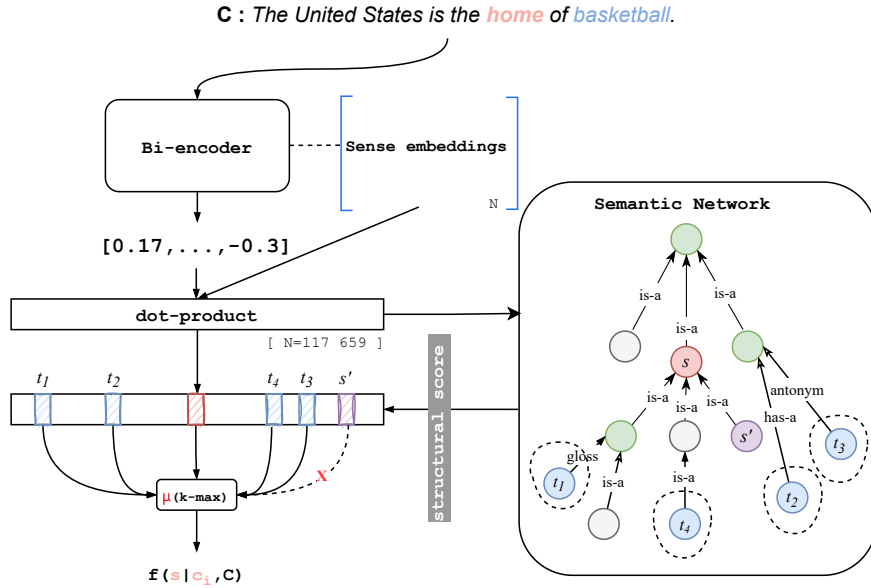 C : The United States is the home of basketball.
Bi-encoder
Sense embeddings
N
Semantic Network
[0.17,...,-0.3]
is-a
is-a
dot-product
is-a
[ N=117 659 ]
s
structural score
t1
t2
t4
t3
s'
antonym
is-a
is-a
is-a
has-a
s'
t3
gloss
X
t1
is-a
is-a
t2
μ(k-max)
t4
f(s|ci,C)